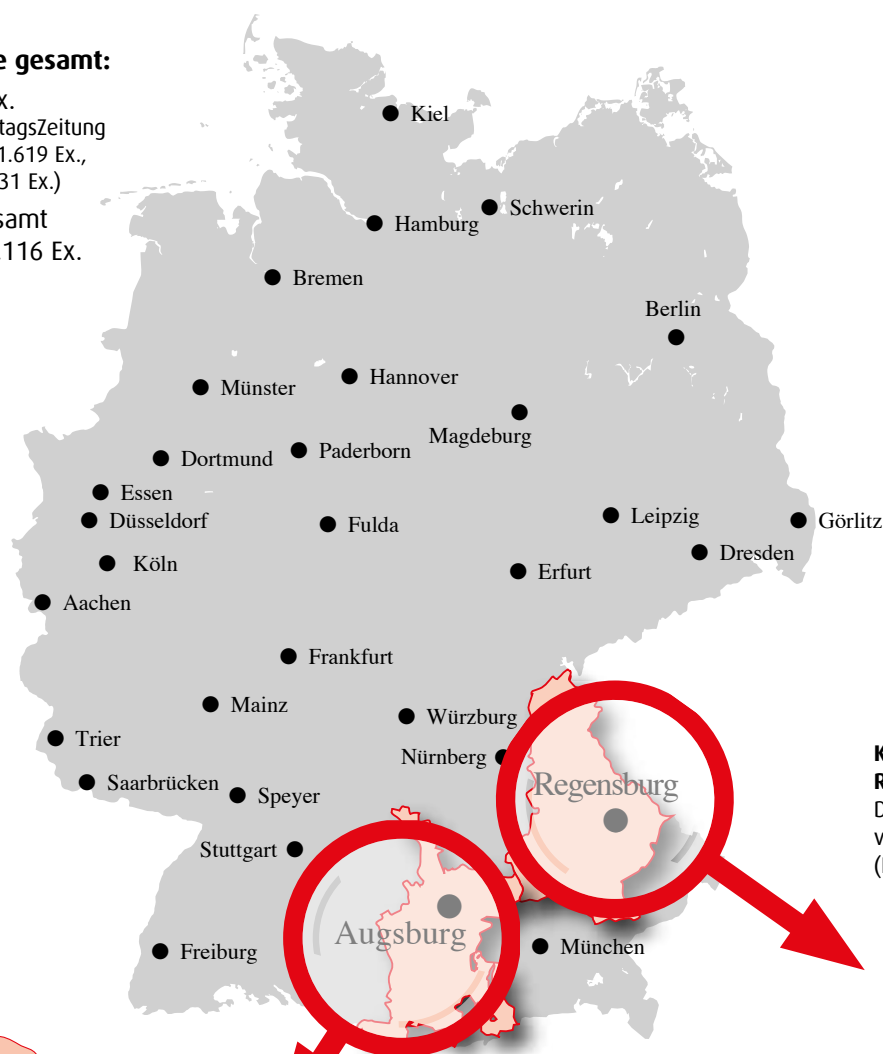 e gesamt:
x.
tagsZeitung
1.619 Ex.,
31 Ex.)
samt
.116 Ex.
Kiel
Schwerin
Hamburg
Bremen
Berlin
Hannover
Münster
Magdeburg
Paderborn
Dortmund
Essen
Düsseldorf
Fulda
Leipzig
Görlitz
Dresden
Köln
Erfurt
Aachen
Frankfurt
Mainz
Würzburg
Trier
Nürnberg
Saarbrücken
Speyer
Regensburg
Stuttgart
Augsburg
Freiburg
München
K
R
D
v
(